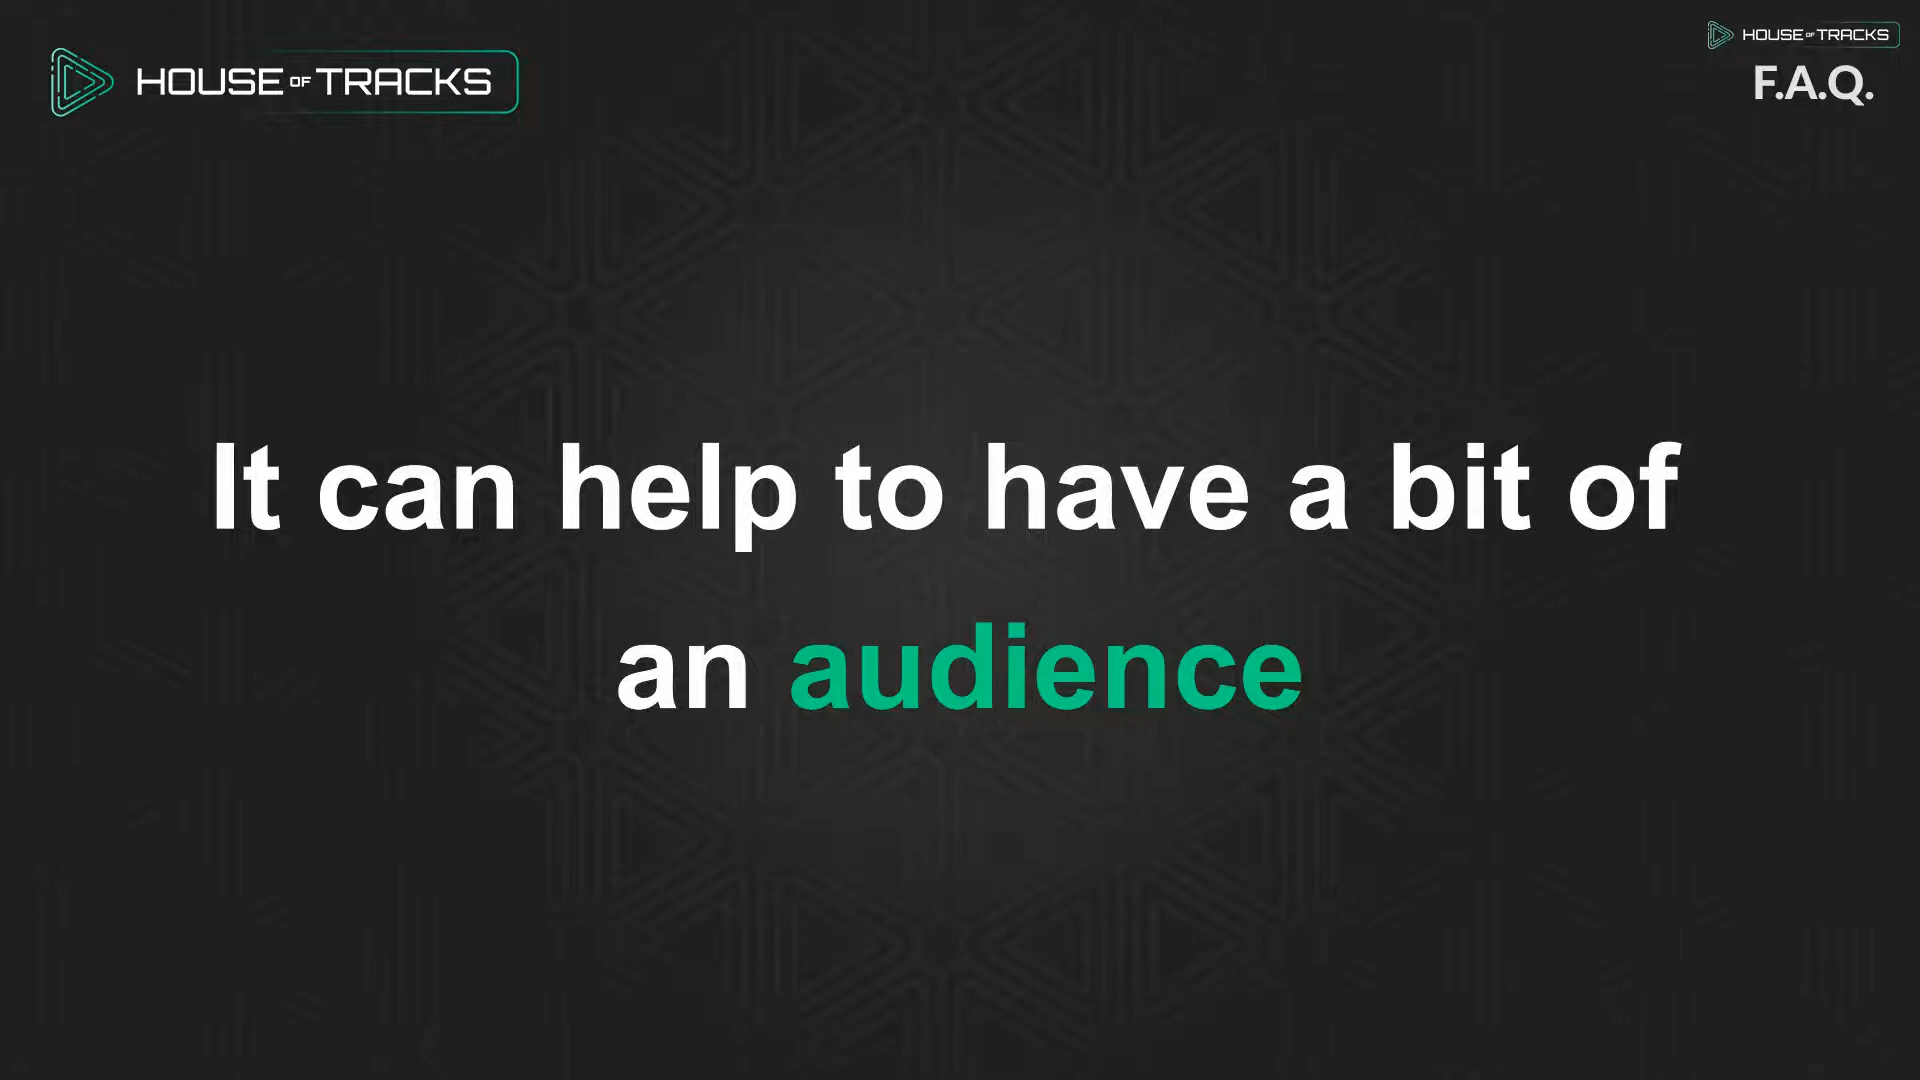 HOUSE OF TRACKS
HOUSE OF TRACKS
F.A.Q.
It can help to have a bit of
an audience